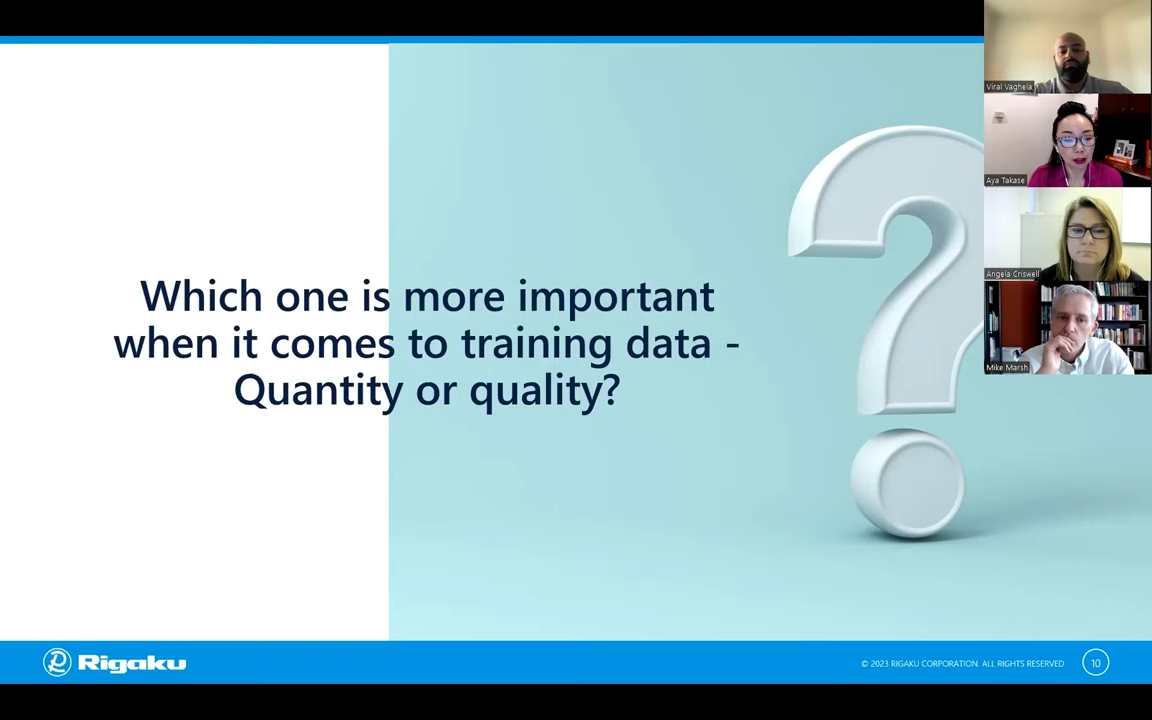 Which one is more important
when it comes to training data -
Quantity or quality?
Viral Vaghela
Aya Takase
Angela Criswell
Mike Marsh
Rigaku
© 2023 RIGAKU CORPORATION. ALL RIGHTS RESERVED
10